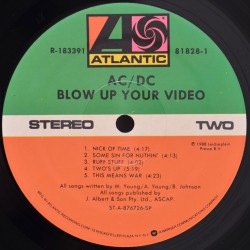 R-183391
81828-1
ATLANTIC
AC/DC
BLOW UP YOUR VIDEO
STEREO
TWO
1. NICK OF TIME (4:17)
2. SOME SIN FOR NUTHIN' (4:13)
3. RUFF STUFF (4:23)
4. TWO'S UP (5:19)
5. THIS MEANS WAR (4:23)
All songs written by M. Young/A. Young/B. Johnson
All songs published by
J. Albert & Son Pty. Ltd., ASCAP.
ST-A-876726-SP